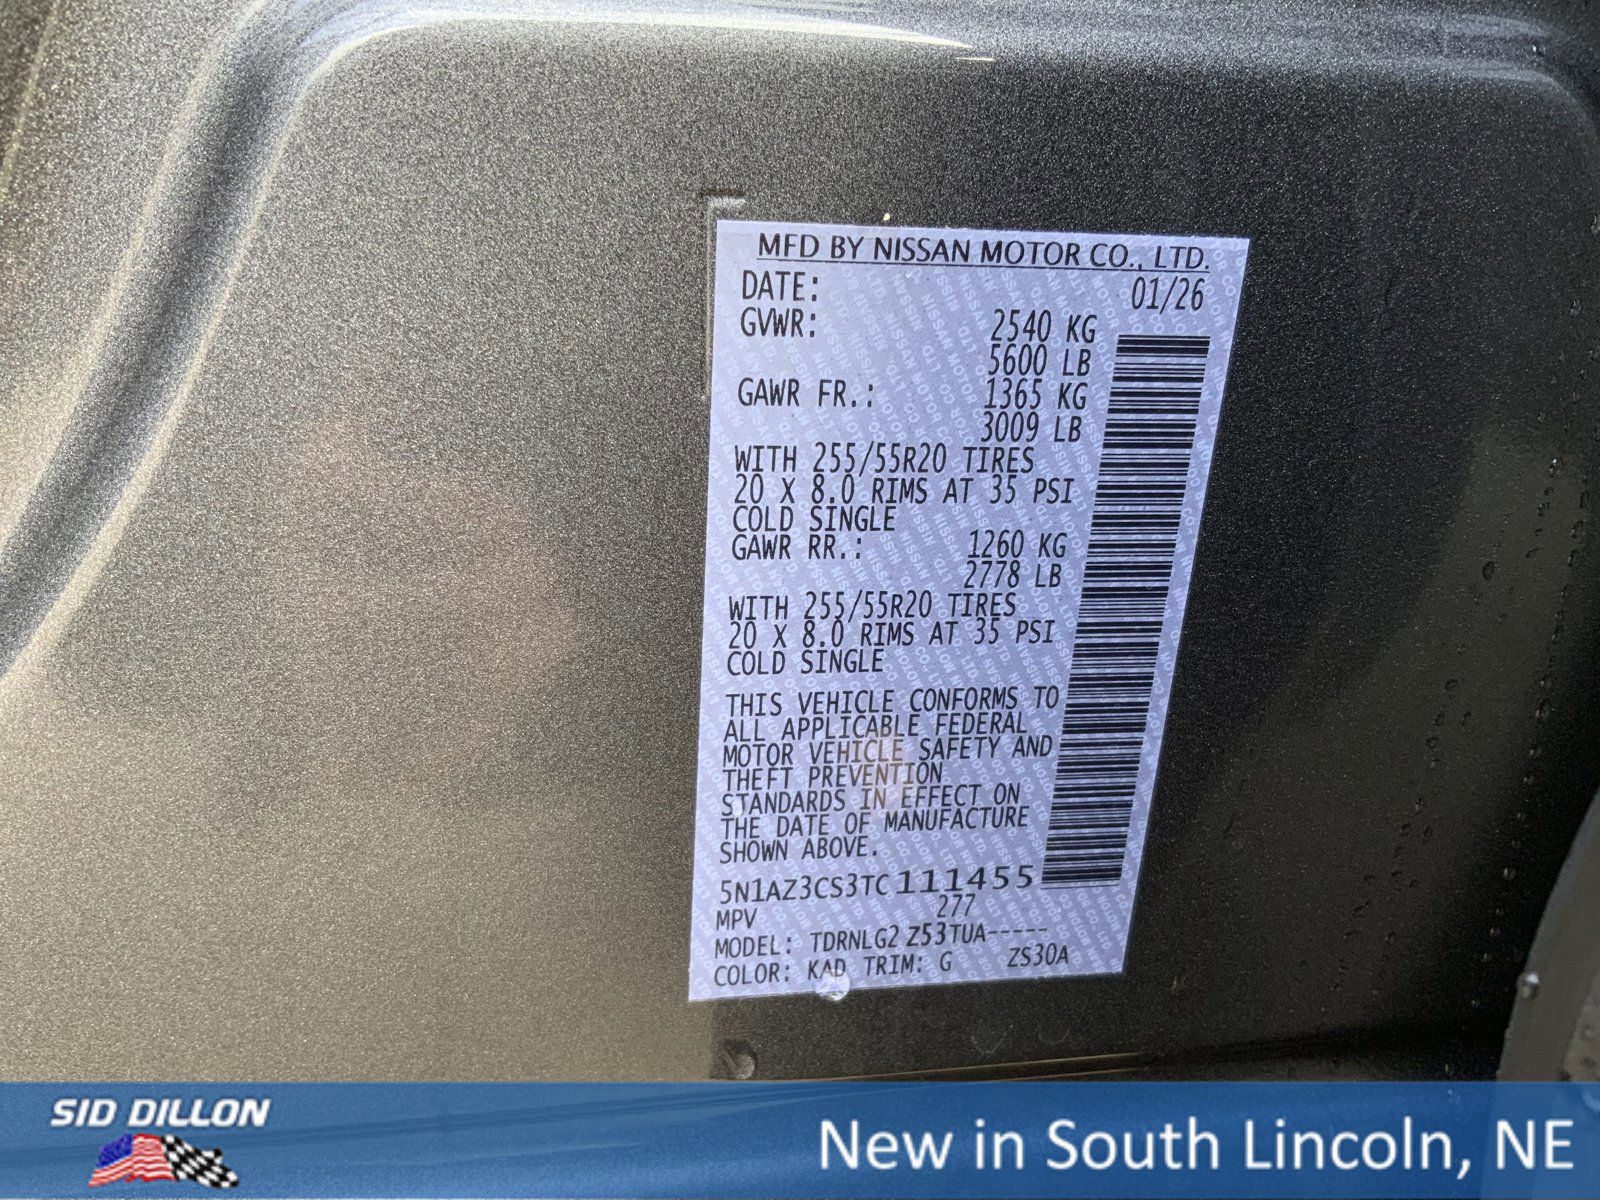 MFD BY NISSAN MOTOR CO., LTD.
DATE: 01/26
GVWR: 2540 KG
5600 LB
GAWR FR.: 1365 KG
3009 LB
WITH 255/55R20 TIRES
20 X 8.0 RIMS AT 35 PSI
COLD SINGLE
GAWR RR.: 1260 KG
2778 LB
WITH 255/55R20 TIRES
20 X 8.0 RIMS AT 35 PSI
COLD SINGLE
THIS VEHICLE CONFORMS TO
ALL APPLICABLE FEDERAL
MOTOR VEHICLE SAFETY AND
THEFT PREVENTION
STANDARDS IN EFFECT ON
THE DATE OF MANUFACTURE
SHOWN ABOVE.
5N1AZ3CS3TC111455
MPV 277
MODEL: TDRNLG2 Z53TUA-----
COLOR: KAD TRIM: G ZS30A
SID DILLON
New in South Lincoln, NE